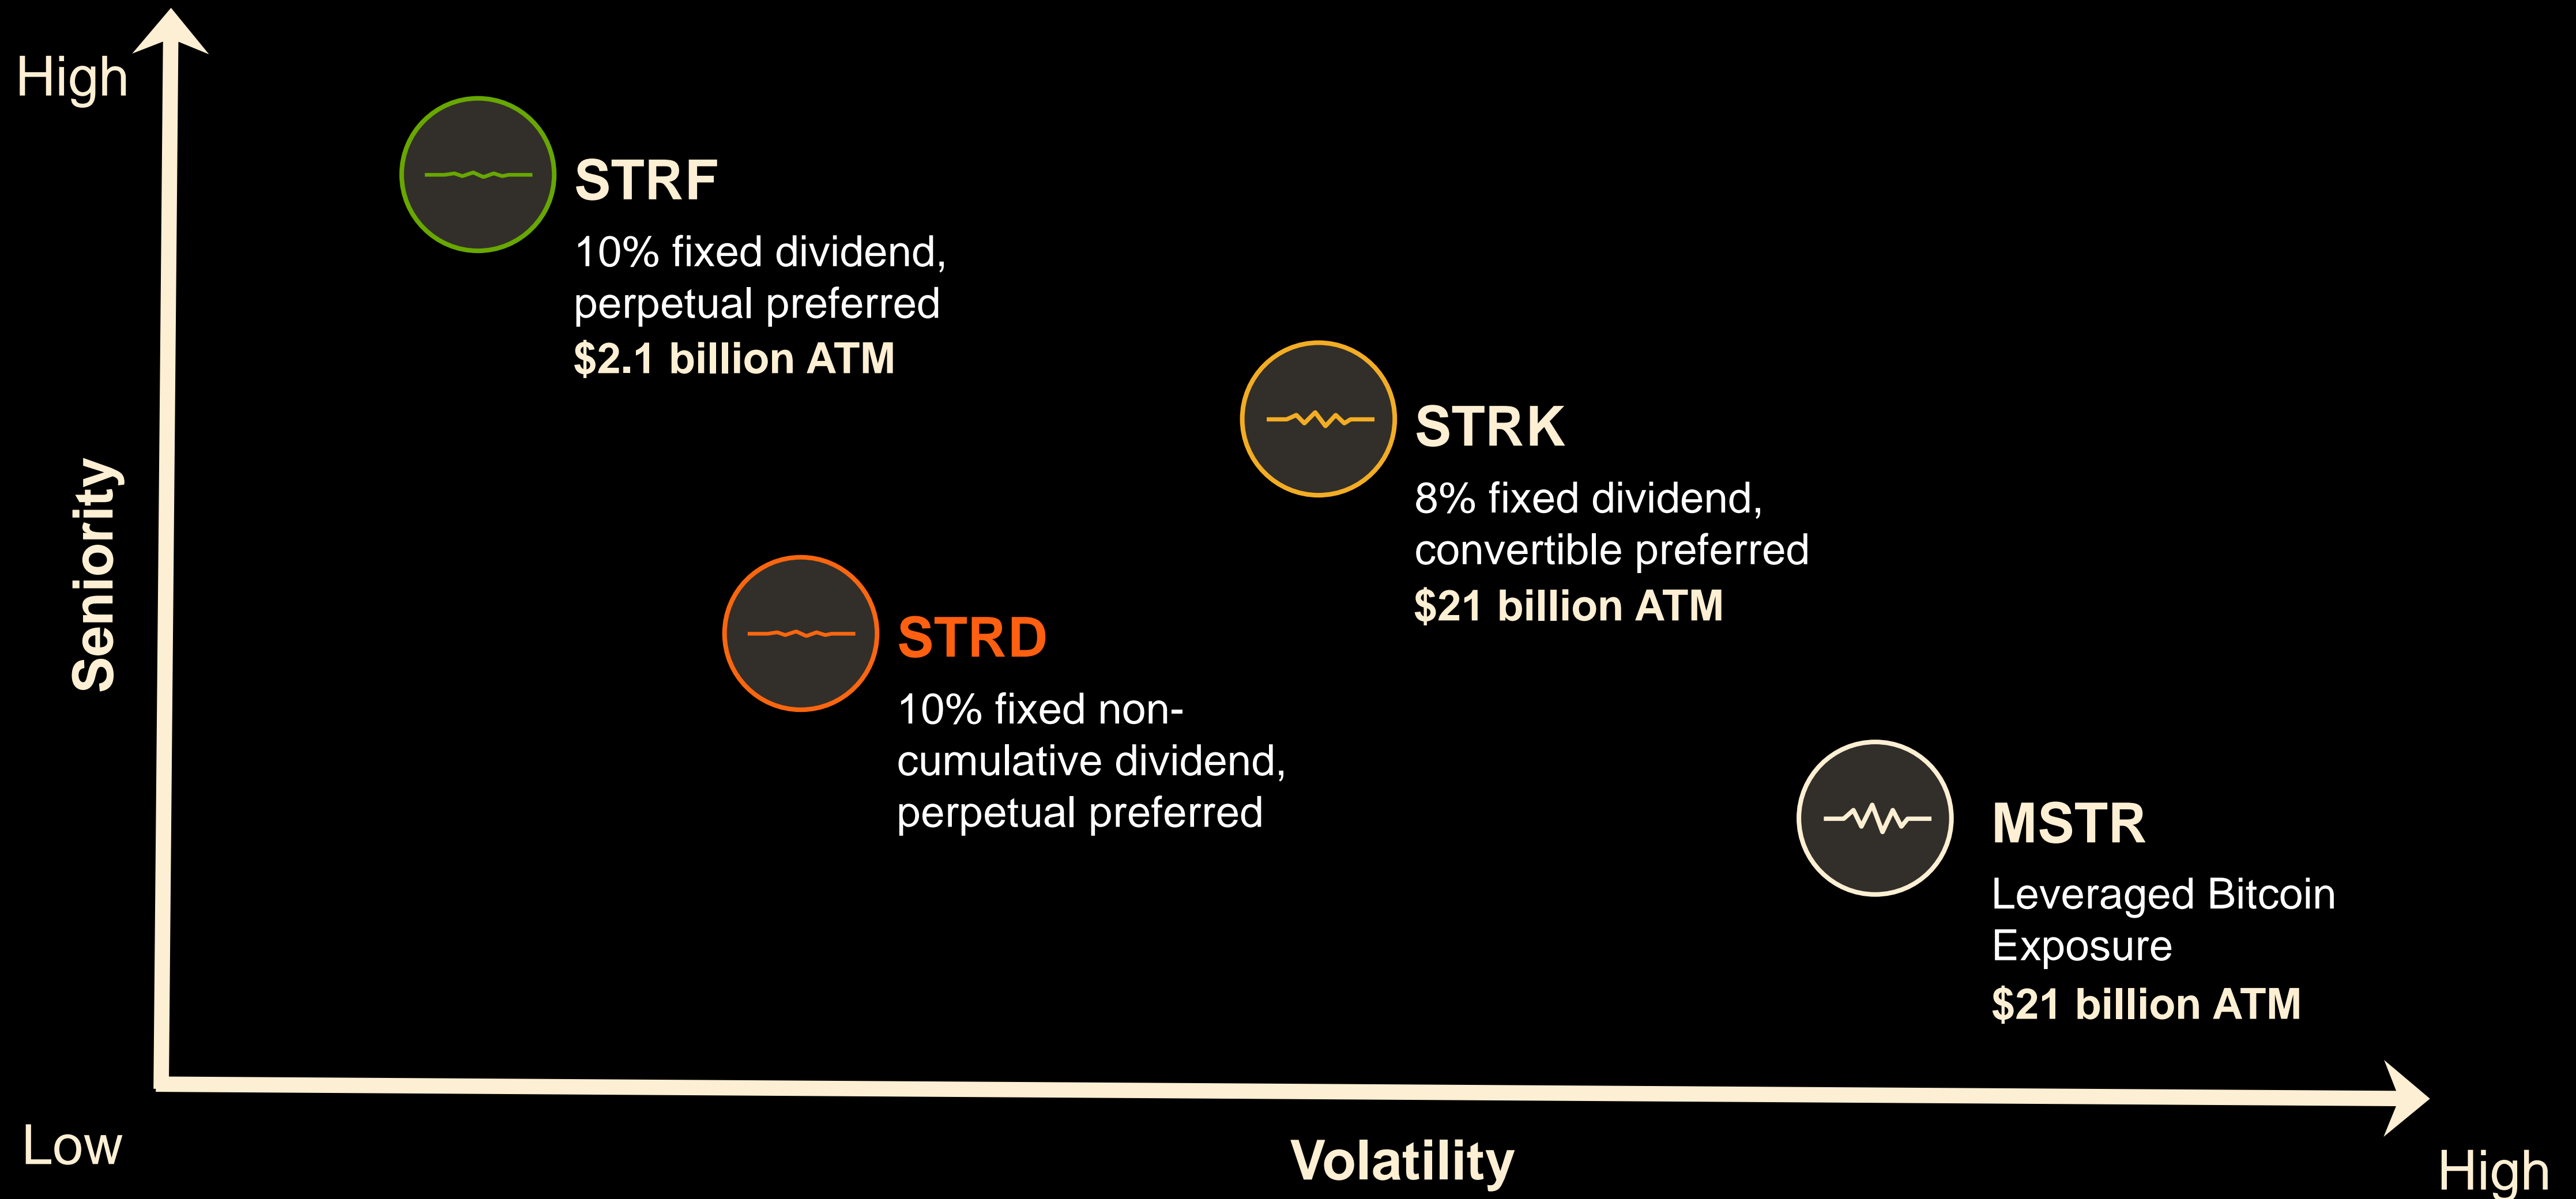 High
STRF
10% fixed dividend,
perpetual preferred
$2.1 billion ATM
STRK
8% fixed dividend,
convertible preferred
$21 billion ATM
Seniority
STRD
10% fixed non-
cumulative dividend,
perpetual preferred
MSTR
Leveraged Bitcoin
Exposure
$21 billion ATM
Low
Volatility
High